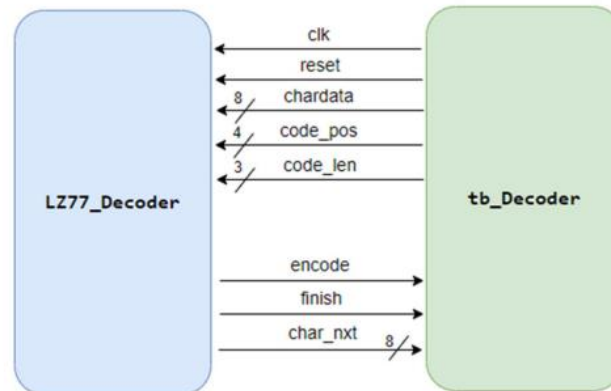 clk
reset
8 chardata
4 code_pos
3 code_len
LZ77_Decoder
tb_Decoder
encode
finish
char_nxt 8